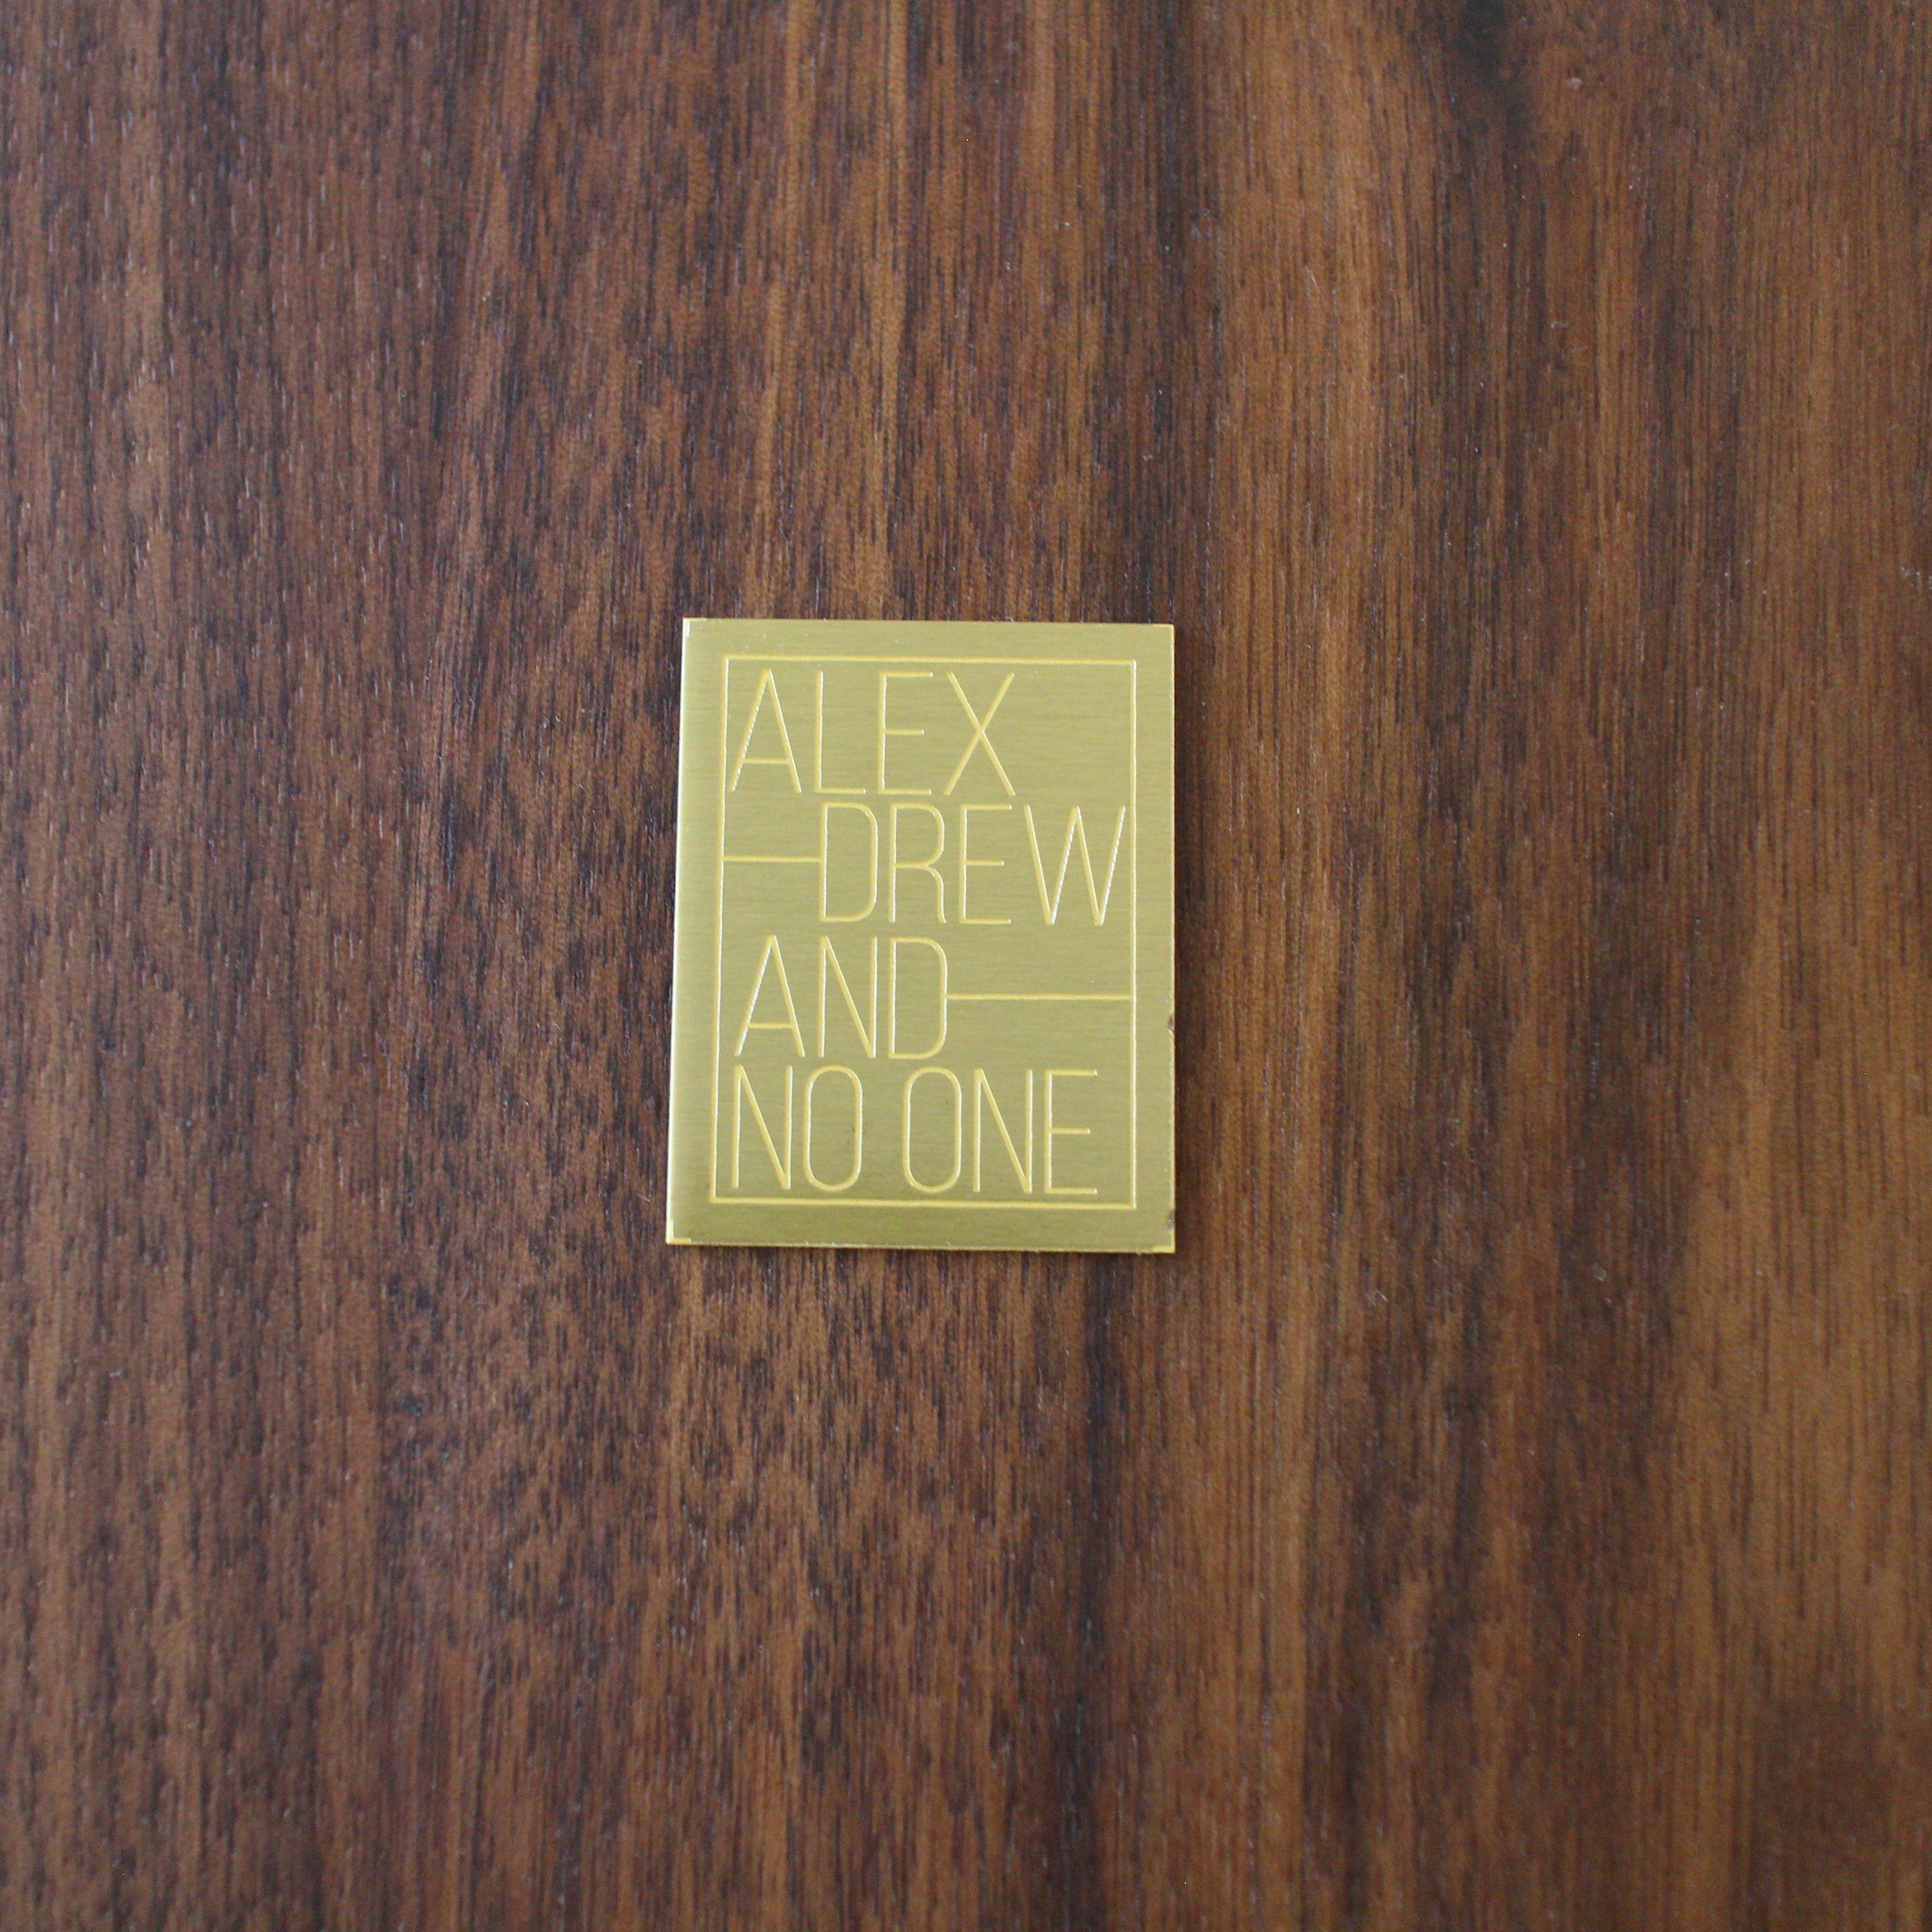 ALEX
DREW
AND
NO ONE